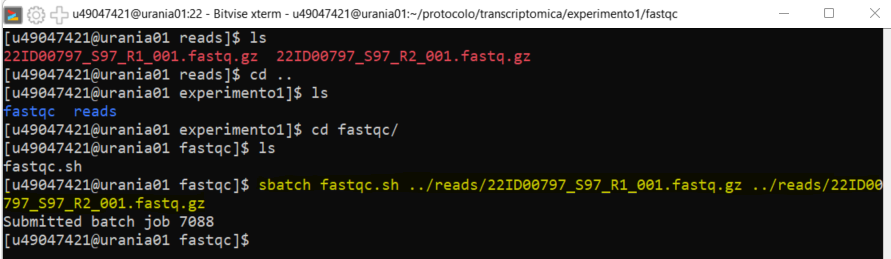 u49047421@urania01:22 - Bitvise xterm - u49047421@urania01:~/protocolo/transcriptomica/experimento1/fastqc
[u49047421@urania01 reads]$ ls
22ID00797_S97_R1_001.fastq.gz  22ID00797_S97_R2_001.fastq.gz
[u49047421@urania01 reads]$ cd ..
[u49047421@urania01 experimento1]$ ls
fastqc  reads
[u49047421@urania01 experimento1]$ cd fastqc/
[u49047421@urania01 fastqc]$ ls
fastqc.sh
[u49047421@urania01 fastqc]$ sbatch fastqc.sh ../reads/22ID00797_S97_R1_001.fastq.gz ../reads/22ID00
797_S97_R2_001.fastq.gz
Submitted batch job 7088
[u49047421@urania01 fastqc]$